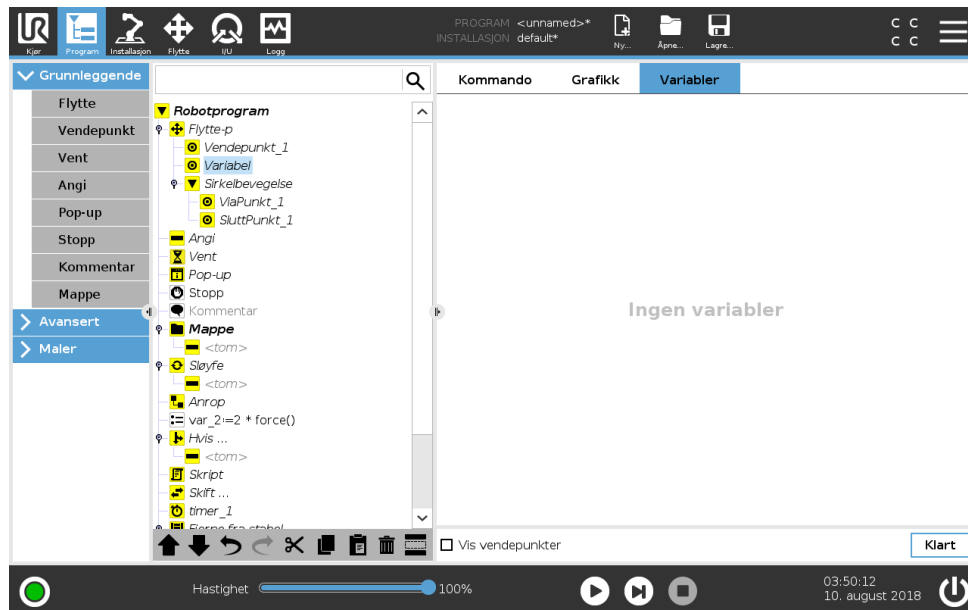 PROGRAM <unnamed>*
INSTALLASJON default*
Kjør
Program
Installasjon
Flytte
I/U
Logg
Ny...
Åpne...
Lagre...
C C
C C
Grunnleggende
Flytte
Vendepunkt
Vent
Angi
Pop-up
Stopp
Kommentar
Mappe
Avansert
Maler
Robotprogram
Flytte-p
Vendepunkt_1
Variabel
Sirkelbevegelse
ViaPunkt_1
SluttPunkt_1
Angi
Vent
Pop-up
Stopp
Kommentar
Mappe
<tom>
Sløyfe
<tom>
Anrop
var_2:=2 * force()
Hvis ...
<tom>
Skript
Skift ...
timer_1
Fjerne fra stabel
Kommando
Grafikk
Variabler
Ingen variabler
Vis vendepunkter
Klart
Hastighet
100%
03:50:12
10. august 2018